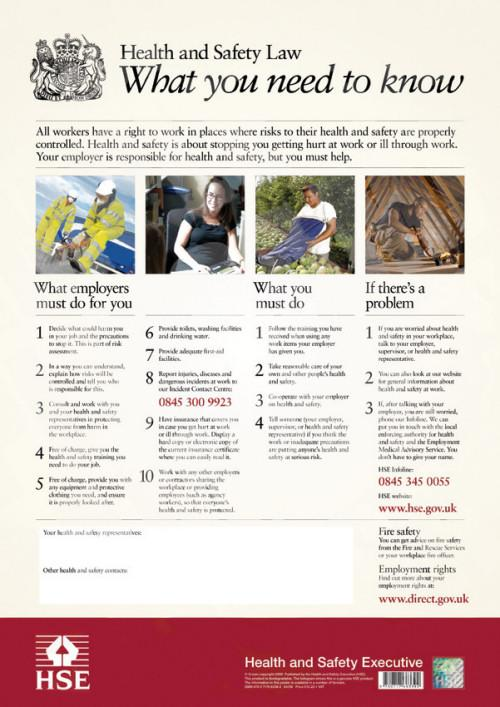 Health and Safety Law
What you need to know
All workers have a right to work in places where risks to their health and safety are properly
controlled. Health and safety is about stopping you getting hurt at work or ill through work.
Your employer is responsible for health and safety, but you must help.
What employers
must do for you
1 Decide what could harm you
in your job and the precautions
to stop it. This is part of risk
assessment.
2 In a way you can understand,
explain how risks will be
controlled and tell you who
is responsible for this.
3 Consult and work with you
and your health and safety
representatives in protecting
everyone from harm in
the workplace.
4 Free of charge, give you the
health and safety training you
need to do your job.
5 Free of charge, provide you with
any equipment and protective
clothing you need, and ensure
it is properly looked after.
6 Provide toilets, washing facilities
and drinking water.
7 Provide adequate first-aid
facilities.
8 Report injuries, diseases and
dangerous incidents at work to
our Incident Contact Centre:
0845 300 9923
9 Have insurance that covers you
in case you get hurt at work
or ill through work. Display a
hard copy or electronic copy of
the current insurance certificate
where you can easily read it.
10 Work with any other employers
or contractors sharing the
workplace or providing
employees (such as agency
workers), so that everyone's
health and safety is protected.
What you
must do
1 Follow the training you have
received when using any
work items your employer
has given you.
2 Take reasonable care of your
own and other people's health
and safety.
3 Co-operate with your employer
on health and safety.
4 Tell someone (your employer,
supervisor, or health and safety
representative) if you think the
work or inadequate precautions
are putting anyone's health and
safety at serious risk.
If there's a
problem
1 If you are worried about health
and safety in your workplace,
talk to your employer,
supervisor, or health and safety
representative.
2 You can also look at our website
for general information about
health and safety at work.
3 If, after talking with your
employer, you are still worried,
phone our Infoline. We can
put you in touch with the local
enforcing authority for health
and safety and the Employment
Medical Advisory Service. You
don't have to give your name.
HSE Infoline:
0845 345 0055
HSE website:
www.hse.gov.uk
Your health and safety representatives:
Other health and safety contacts:
Fire safety
You can get advice on fire safety
from the Fire and Rescue Services
or your workplace fire officer.
Employment rights
Find out more about your
employment rights at:
www.direct.gov.uk
HSE
Health and Safety Executive